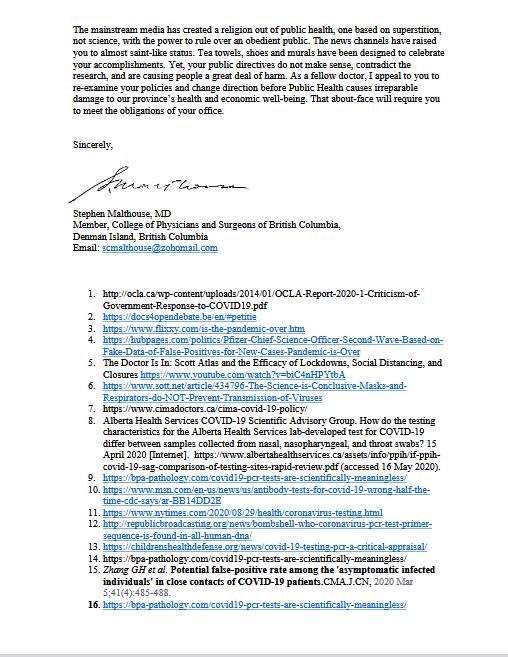 The mainstream media has created a religion out of public health, one based on superstition,
not science, with the power to rule over an obedient public. The news channels have raised
you to almost saint-like status. Tea towels, shoes and murals have been designed to celebrate
your accomplishments. Yet, your public directives do not make sense, contradict the
research, and are causing people a great deal of harm. As a fellow doctor, I appeal to you to
re-examine your policies and change direction before Public Health causes irreparable
damage to our province's health and economic well-being. That about-face will require you
to meet the obligations of your office.
Sincerely,
Stephen Malthouse, MD
Member, College of Physicians and Surgeons of British Columbia,
Denman Island, British Columbia
Email: scmalthouse@zohomail.com
1. http://ocla.ca/wp-content/uploads/2014/01/OCLA-Report-2020-1-Criticism-of-
Government-Response-to-COVID19.pdf
2. https://docs4opendebate.be/en/#petitie
3. https://www.flixxy.com/is-the-pandemic-over.htm
4. https://hubpages.com/politics/Pfizer-Chief-Science-Officer-Second-Wave-Based-on-
Fake-Data-of-False-Positives-for-New-Cases-Pandemic-is-Over
5. The Doctor Is In: Scott Atlas and the Efficacy of Lockdowns, Social Distancing, and
Closures https://www.youtube.com/watch?v=biC4nHPYtbA
6. https://www.sott.net/article/434796-The-Science-is-Conclusive-Masks-and-
Respirators-do-NOT-Prevent-Transmission-of-Viruses
7. https://www.cimadoctors.ca/cima-covid-19-policy/
8. Alberta Health Services COVID-19 Scientific Advisory Group. How do the testing
characteristics for the Alberta Health Services lab-developed test for COVID-19
differ between samples collected from nasal, nasopharyngeal, and throat swabs? 15
April 2020 [Internet]. https://www.albertahealthservices.ca/assets/info/ppih/if-ppih-
covid-19-sag-comparison-of-testing-sites-rapid-review.pdf (accessed 16 May 2020).
9. https://bpa-pathology.com/covid19-pcr-tests-are-scientifically-meaningless/
10. https://www.msn.com/en-us/news/us/antibody-tests-for-covid-19-wrong-half-the-
time-cdc-says/ar-BB14DD2E
11. https://www.nytimes.com/2020/08/29/health/coronavirus-testing.html
12. http://republicbroadcasting.org/news/bombshell-who-coronavirus-pcr-test-primer-
sequence-is-found-in-all-human-dna/
13. https://childrenshealthdefense.org/news/covid-19-testing-pcr-a-critical-appraisal/
14. https://bpa-pathology.com/covid19-pcr-tests-are-scientifically-meaningless/
15. Zhang GH et al. Potential false-positive rate among the 'asymptomatic infected
individuals' in close contacts of COVID-19 patients.CMA.J.CN, 2020 Mar
5;41(4):485-488.
16. https://bpa-pathology.com/covid19-pcr-tests-are-scientifically-meaningless/